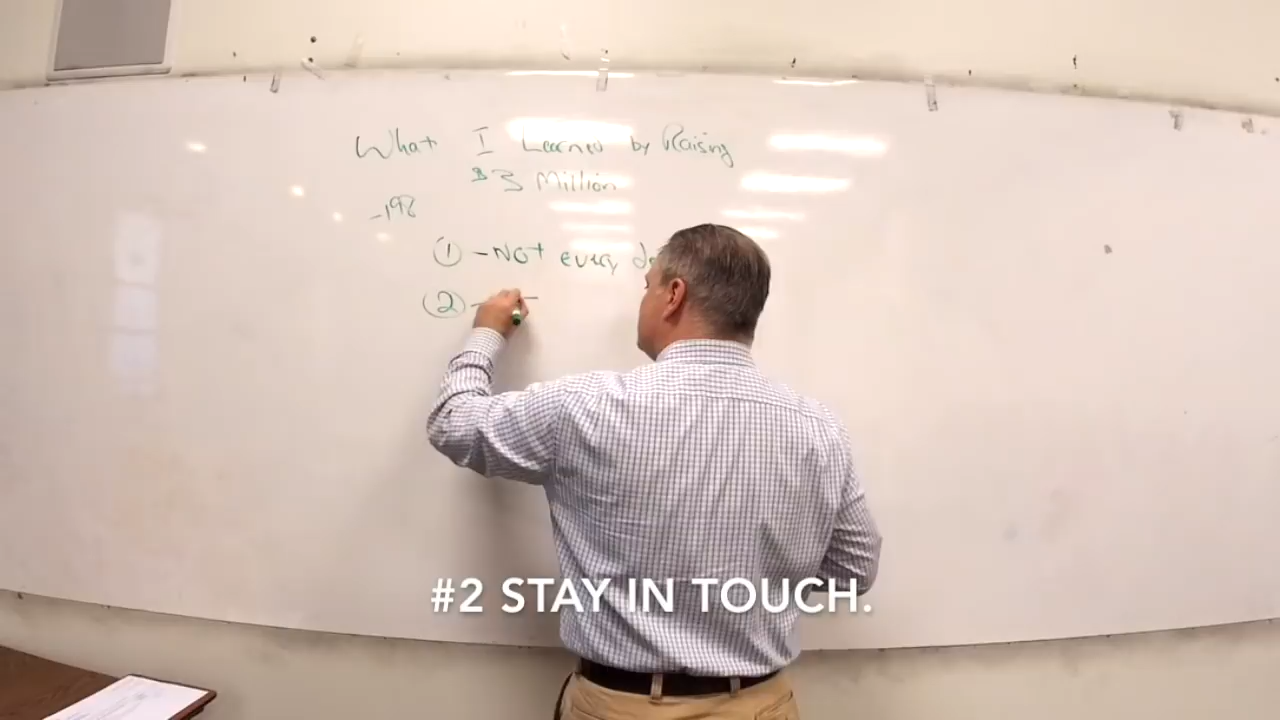 What I Learned by Raising
$3 Million
-198
① -Not every
②
#2 STAY IN TOUCH.